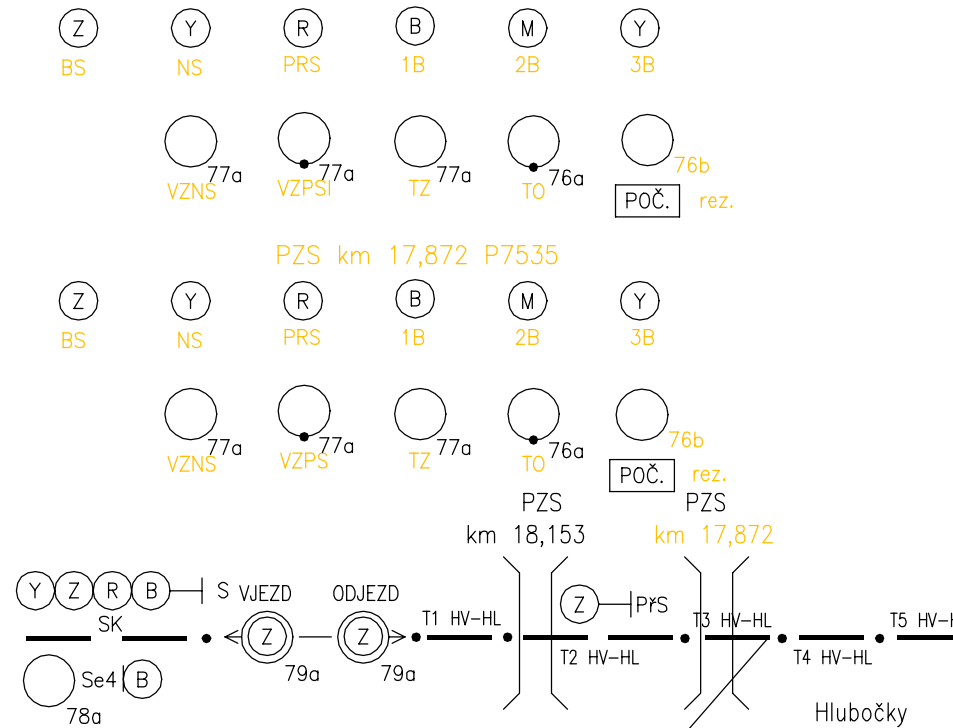 Z Y R B M Y
BS NS PRS 1B 2B 3B
77a 77a 77a 76a 76b
VZNS VZPSI TZ TO POČ. rez.
PZS km 17,872 P7535
Z Y R B M Y
BS NS PRS 1B 2B 3B
77a 77a 77a 76a 76b
VZNS VZPS TZ TO POČ. rez.
PZS PZS
km 18,153 km 17,872
Y Z R B S VJEZD ODJEZD Z PřS
SK Z Z T1 HV-HL T3 HV-HL T5 HV-H
T2 HV-HL T4 HV-HL
Se4 B 79a 79a
78a
Hlubočky